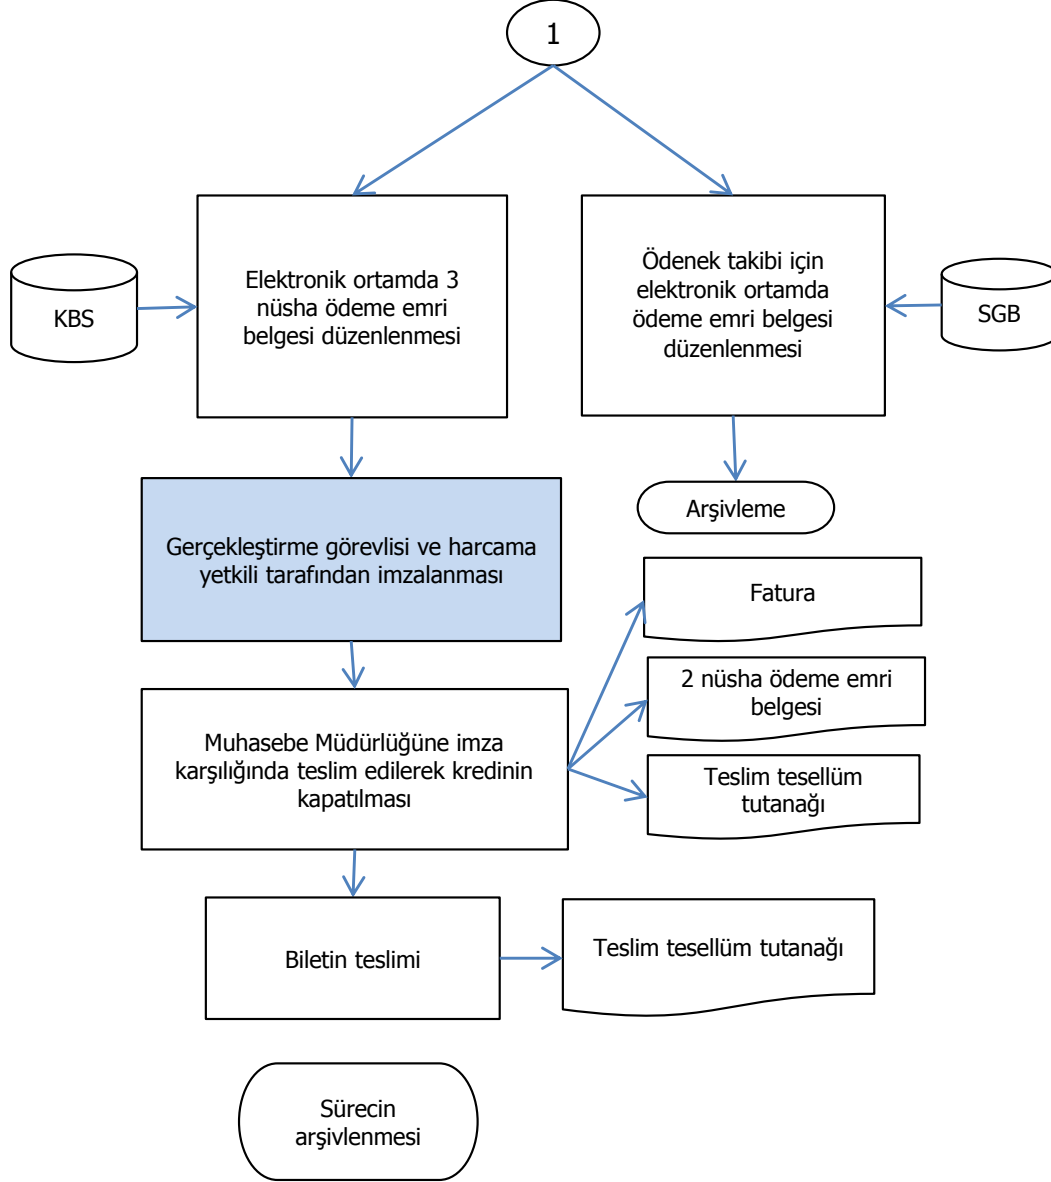 1
KBS
Elektronik ortamda 3
nüsha ödeme emri
belgesi düzenlenmesi
Ödenek takibi için
elektronik ortamda
ödeme emri belgesi
düzenlenmesi
SGB
Arşivleme
Gerçekleştirme görevlisi ve harcama
yetkili tarafından imzalanması
Fatura
2 nüsha ödeme emri
belgesi
Muhasebe Müdürlüğüne imza
karşılığında teslim edilerek kredinin
kapatılması
Teslim tesellüm
tutanağı
Biletin teslimi
Teslim tesellüm tutanağı
Sürecin
arşivlenmesi